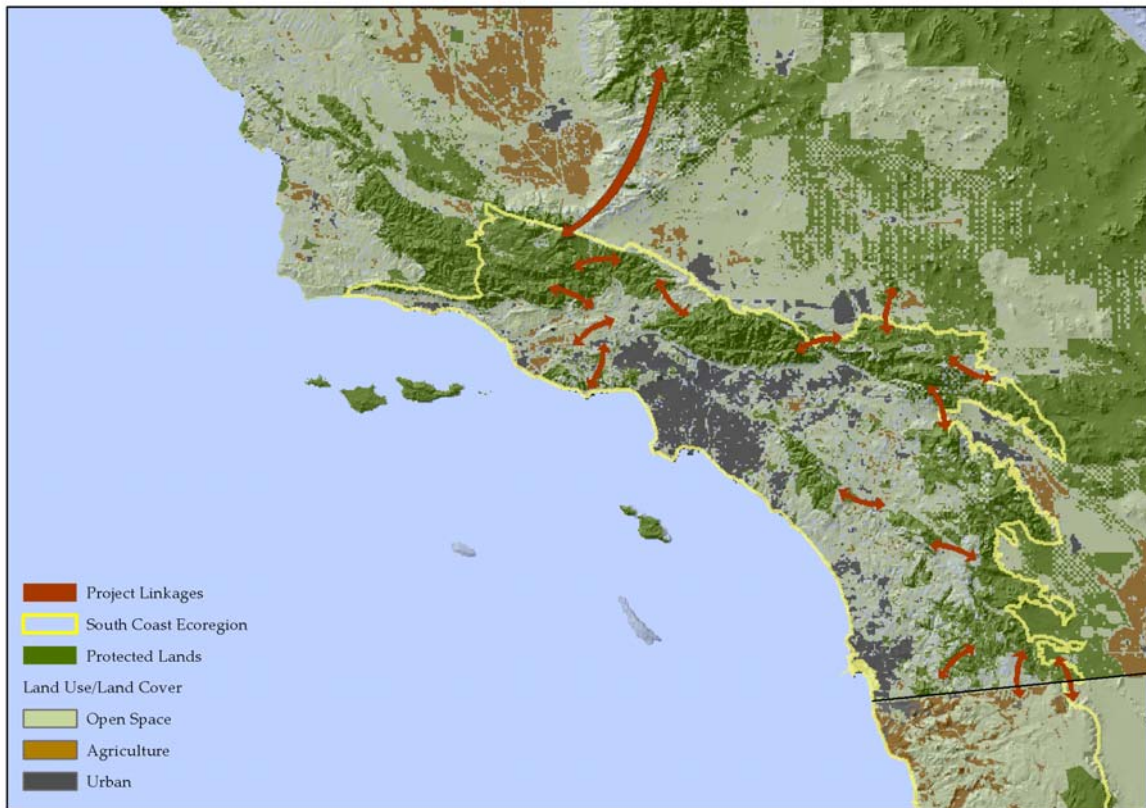 Project Linkages
South Coast Ecoregion
Protected Lands
Land Use/Land Cover
Open Space
Agriculture
Urban